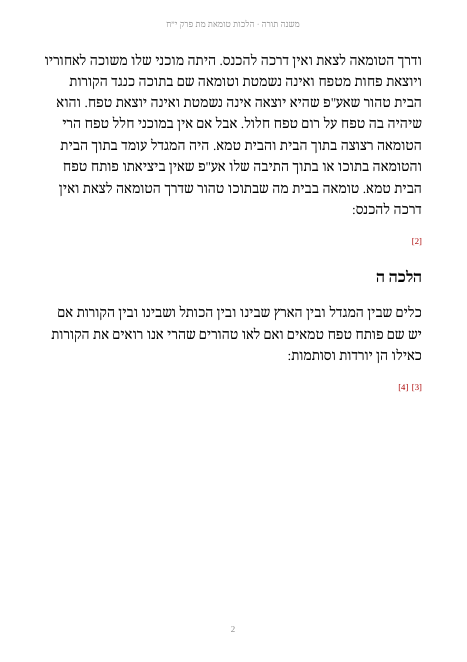 משנה תורה · הלכות טומאת מת פרק י״ח
ודרך הטומאה לצאת ואין דרכה להכנס. היתה מוכני שלו משוכה לאחוריו
ויוצאת פחות מטפח ואינה נשמטת וטומאה שם בתוכה כנגד הקורות
הבית טהור שאע"פ שהיא יוצאה אינה נשמטת ואינה יוצאת טפח. והוא
שיהיה בה טפח על רום טפח חלול. אבל אם אין במוכני חלל טפח הרי
הטומאה רצוצה בתוך הבית והבית טמא. היה המגדל עומד בתוך הבית
והטומאה בתוכו או בתוך התיבה שלו אע"פ שאין ביציאתו פותח טפח
הבית טמא. טומאה בבית מה שבתוכו טהור שדרך הטומאה לצאת ואין
דרכה להכנס:
[2]
הלכה ה
כלים שבין המגדל ובין הארץ שבינו ובין הכותל ושבינו ובין הקורות אם
יש שם פותח טפח טמאים ואם לאו טהורים שהרי אנו רואים את הקורות
כאילו הן יורדות וסותמות:
[3] [4]
2